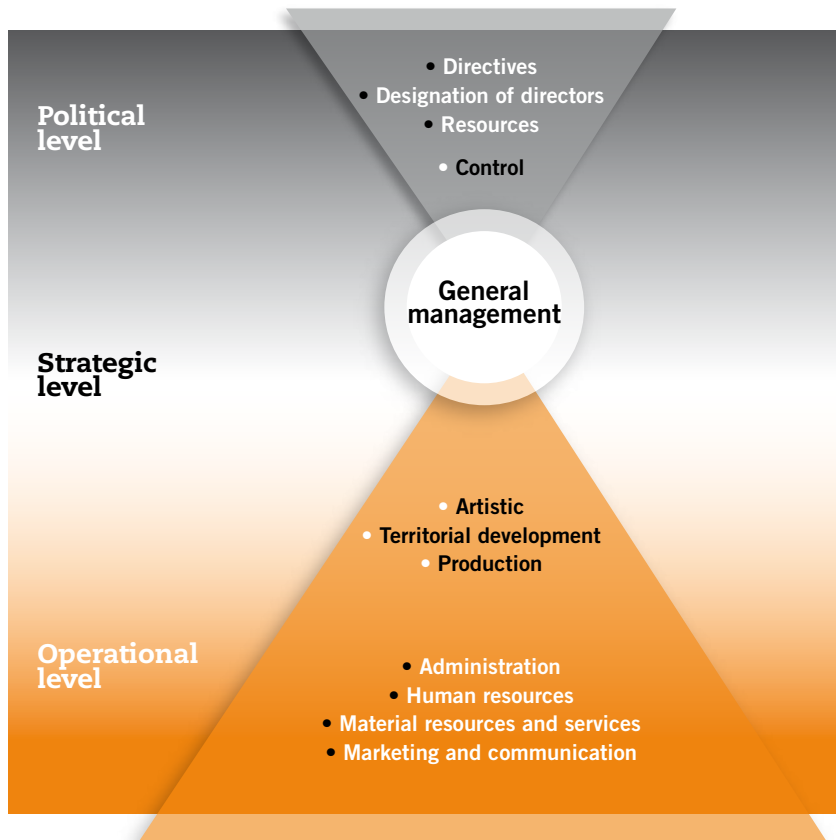 • Directives
• Designation of directors
• Resources
Political
level
• Control
General
management
Strategic
level
• Artistic
• Territorial development
• Production
Operational
level
• Administration
• Human resources
• Material resources and services
• Marketing and communication